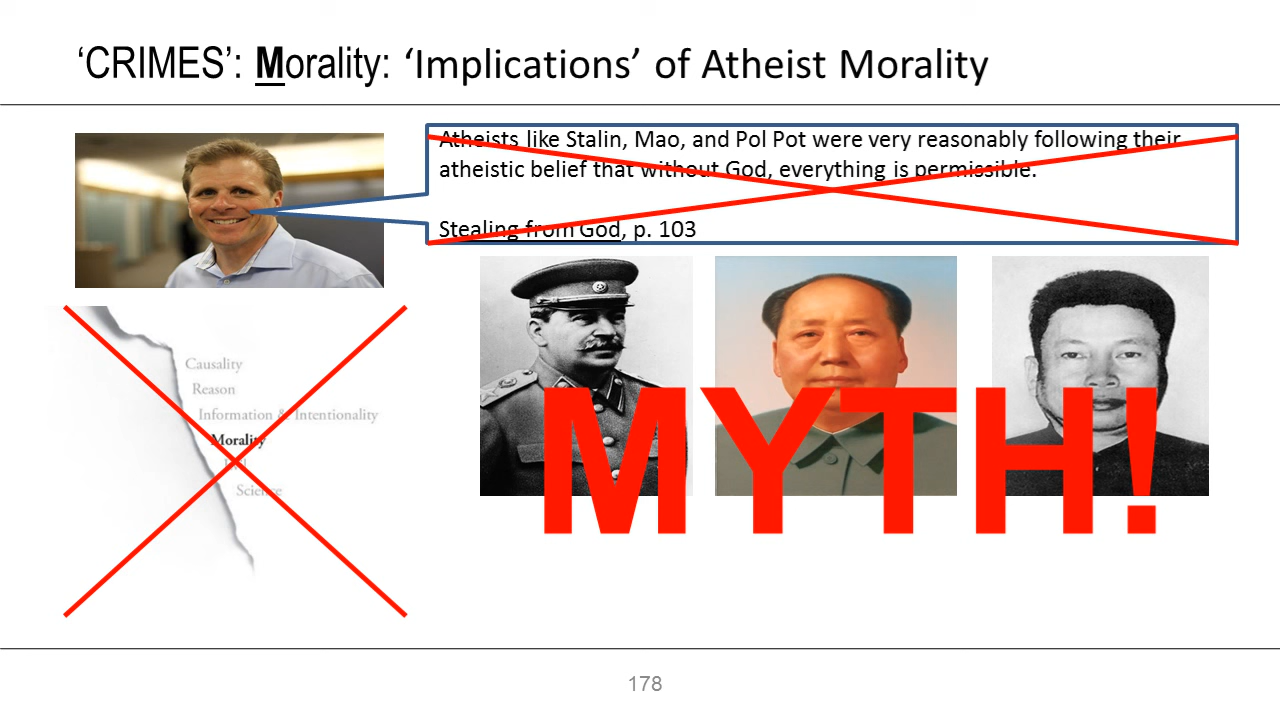 ‘CRIMES’: Morality: ‘Implications’ of Atheist Morality
Atheists like Stalin, Mao, and Pol Pot were very reasonably following their
atheistic belief that without God, everything is permissible.
Stealing from God, p. 103
Causality
Reason
Information & Intentionality
Morality
Science
MYTH!
178